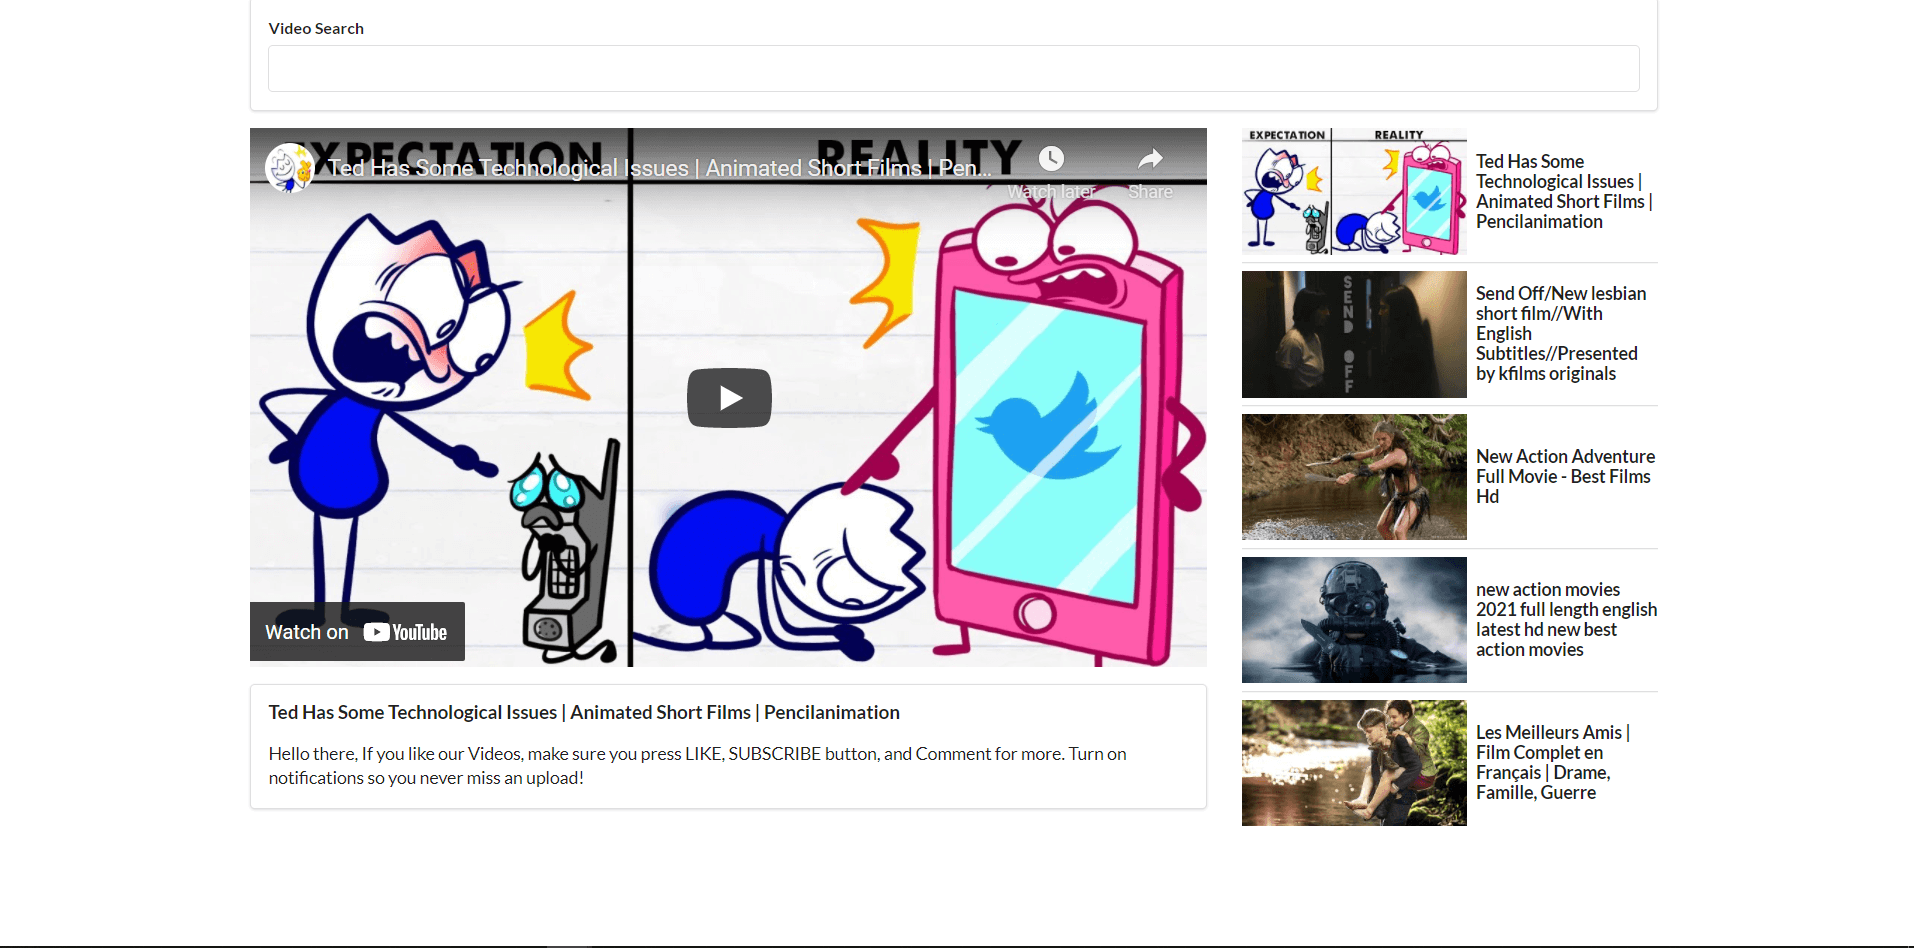 Video Search
EXPECTATION
REALITY
Ted Has Some Technological Issues | Animated Short Films | Pen...
Watch later
Share
Watch on YouTube
Ted Has Some Technological Issues | Animated Short Films | Pencilanimation
Hello there, If you like our Videos, make sure you press LIKE, SUBSCRIBE button, and Comment for more. Turn on
notifications so you never miss an upload!
EXPECTATION
REALITY
Ted Has Some
Technological Issues |
Animated Short Films |
Pencilanimation
SEND OFF
Send Off/New lesbian
short film//With
English
Subtitles//Presented
by kfilms originals
New Action Adventure
Full Movie - Best Films
Hd
new action movies
2021 full length english
latest hd new best
action movies
Les Meilleurs Amis |
Film Complet en
Français | Drame,
Famille, Guerre